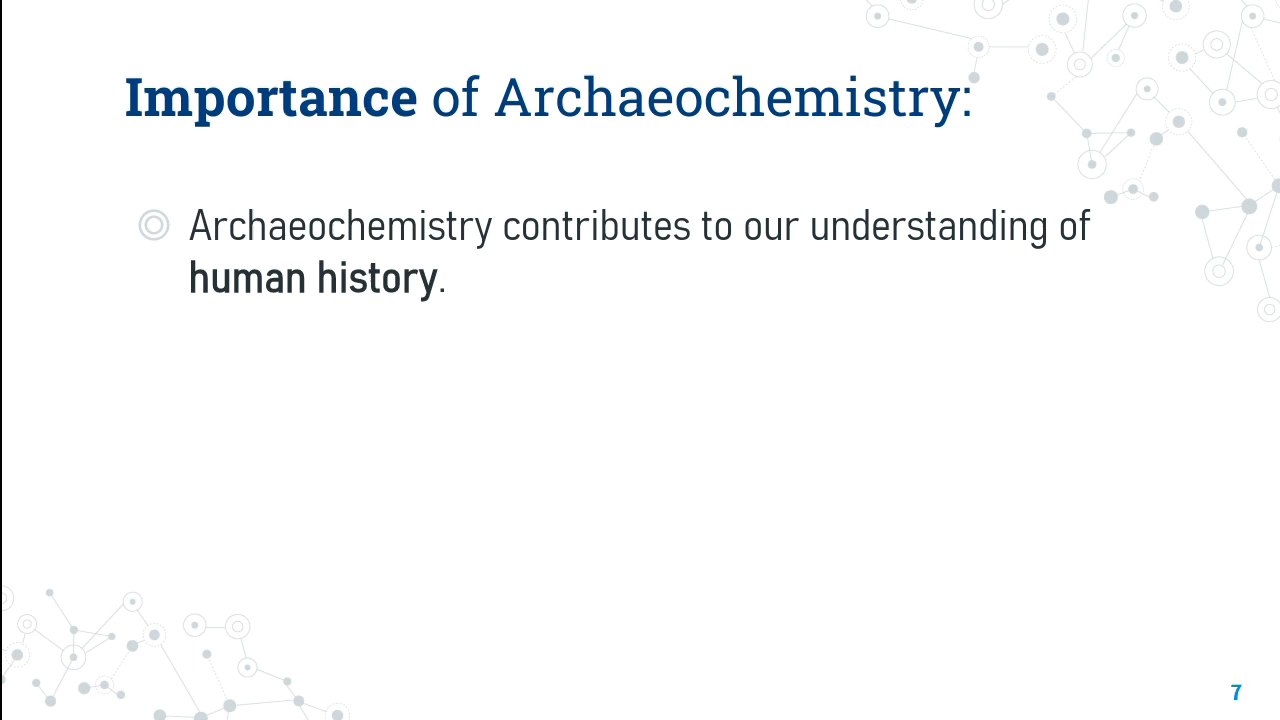 Importance of Archaeochemistry:
Archaeochemistry contributes to our understanding of
human history.
7